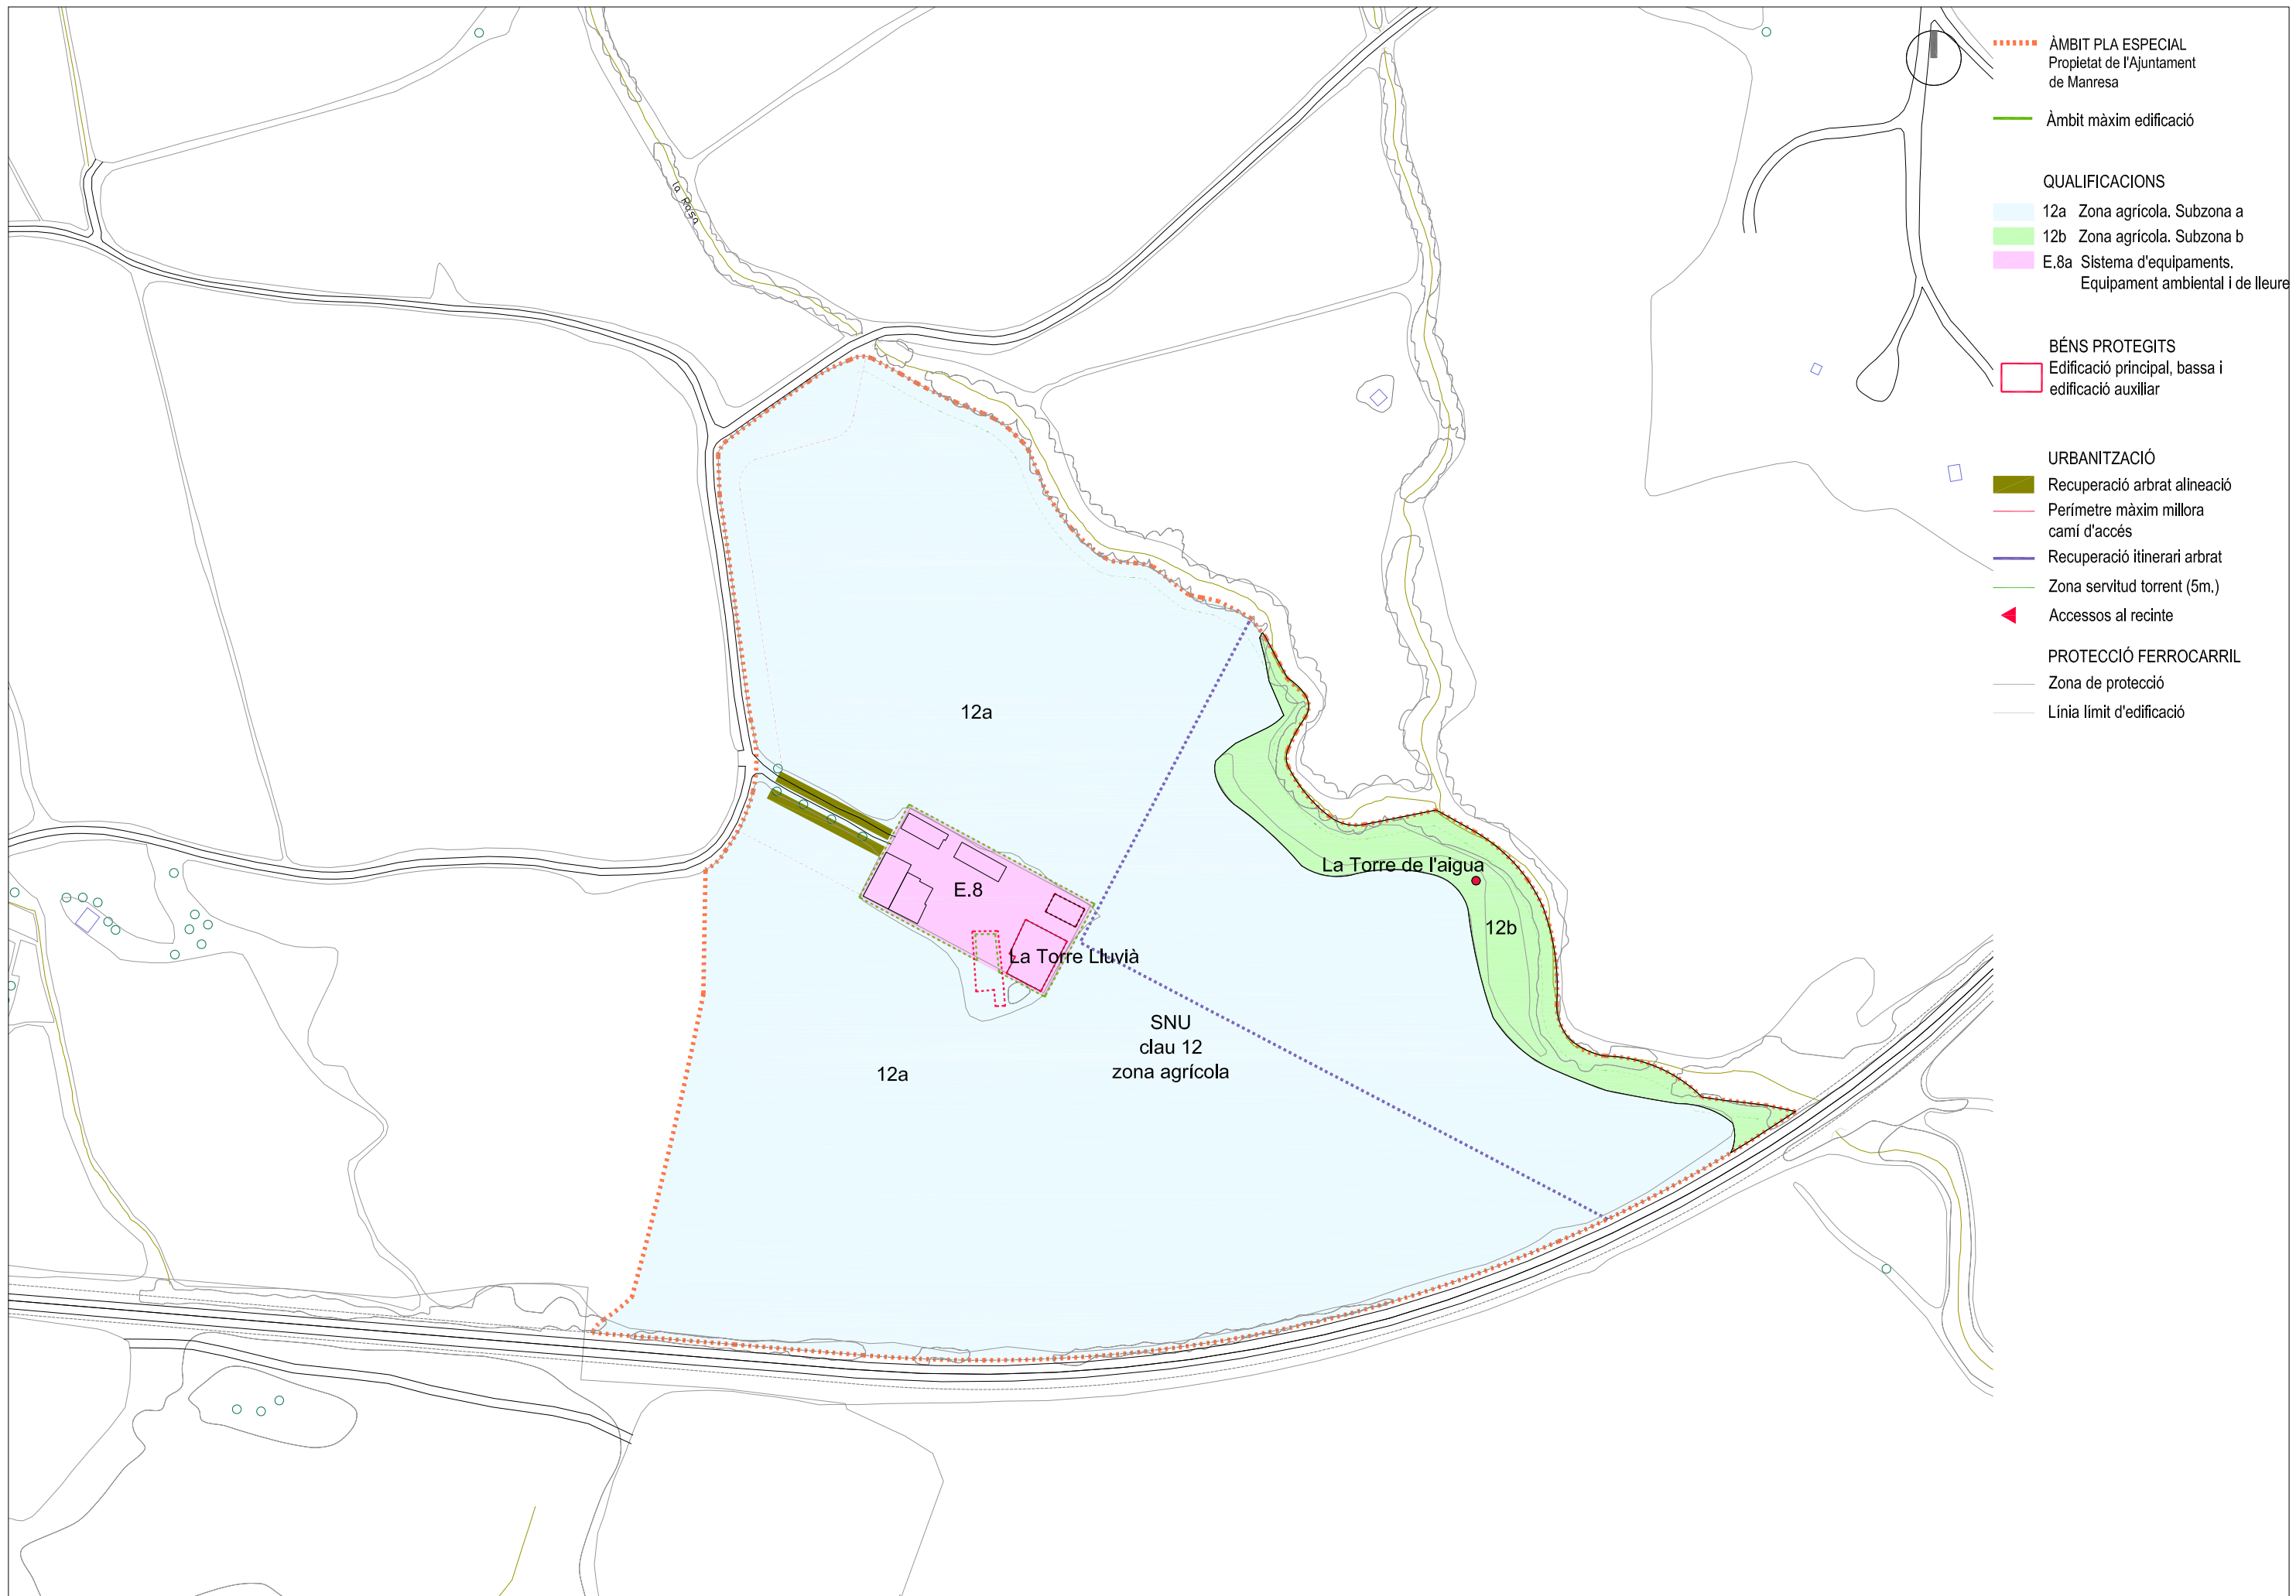 ÀMBIT PLA ESPECIAL
Propietat de l'Ajuntament
de Manresa
Àmbit màxim edificació
QUALIFICACIONS
12a Zona agrícola. Subzona a
12b Zona agrícola. Subzona b
E.8a Sistema d'equipaments.
Equipament ambiental i de lleure
BÉNS PROTEGITS
Edificació principal, bassa i
edificació auxiliar
URBANITZACIÓ
Recuperació arbrat alineació
Perímetre màxim millora
camí d'accés
Recuperació itinerari arbrat
Zona servitud torrent (5m.)
Accessos al recinte
PROTECCIÓ FERROCARRIL
Zona de protecció
Línia límit d'edificació
la Rasa
12a
La Torre de l'aigua
E.8
12b
La Torre Lluvià
SNU
clau 12
zona agrícola
12a